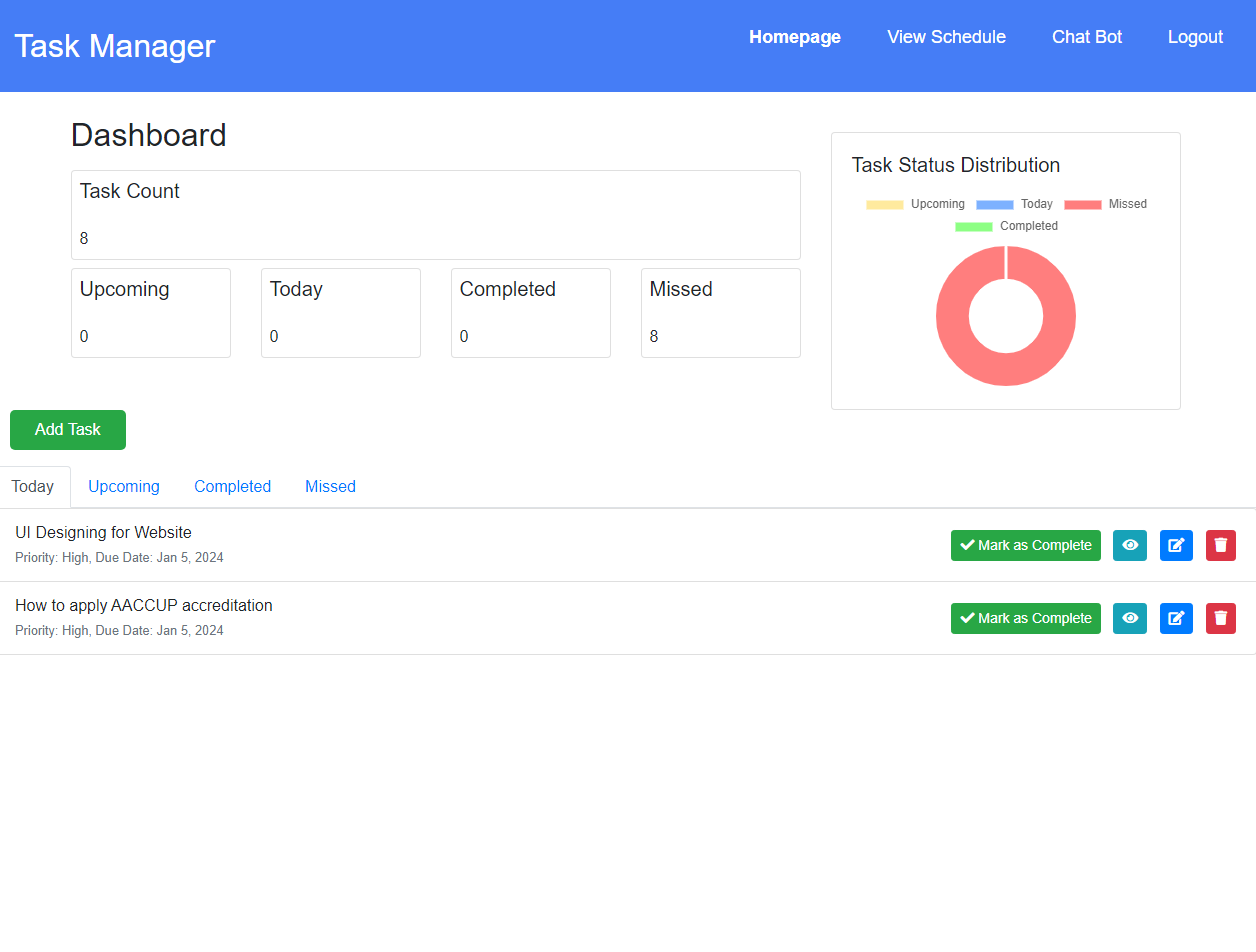 Task Manager
Homepage View Schedule Chat Bot Logout
Dashboard
Task Count
8
Upcoming Today Completed Missed
0 0 0 8
Task Status Distribution
Upcoming Today Missed
Completed
Add Task
Today Upcoming Completed Missed
UI Designing for Website
Priority: High, Due Date: Jan 5, 2024
Mark as Complete
How to apply AACCUP accreditation
Priority: High, Due Date: Jan 5, 2024
Mark as Complete